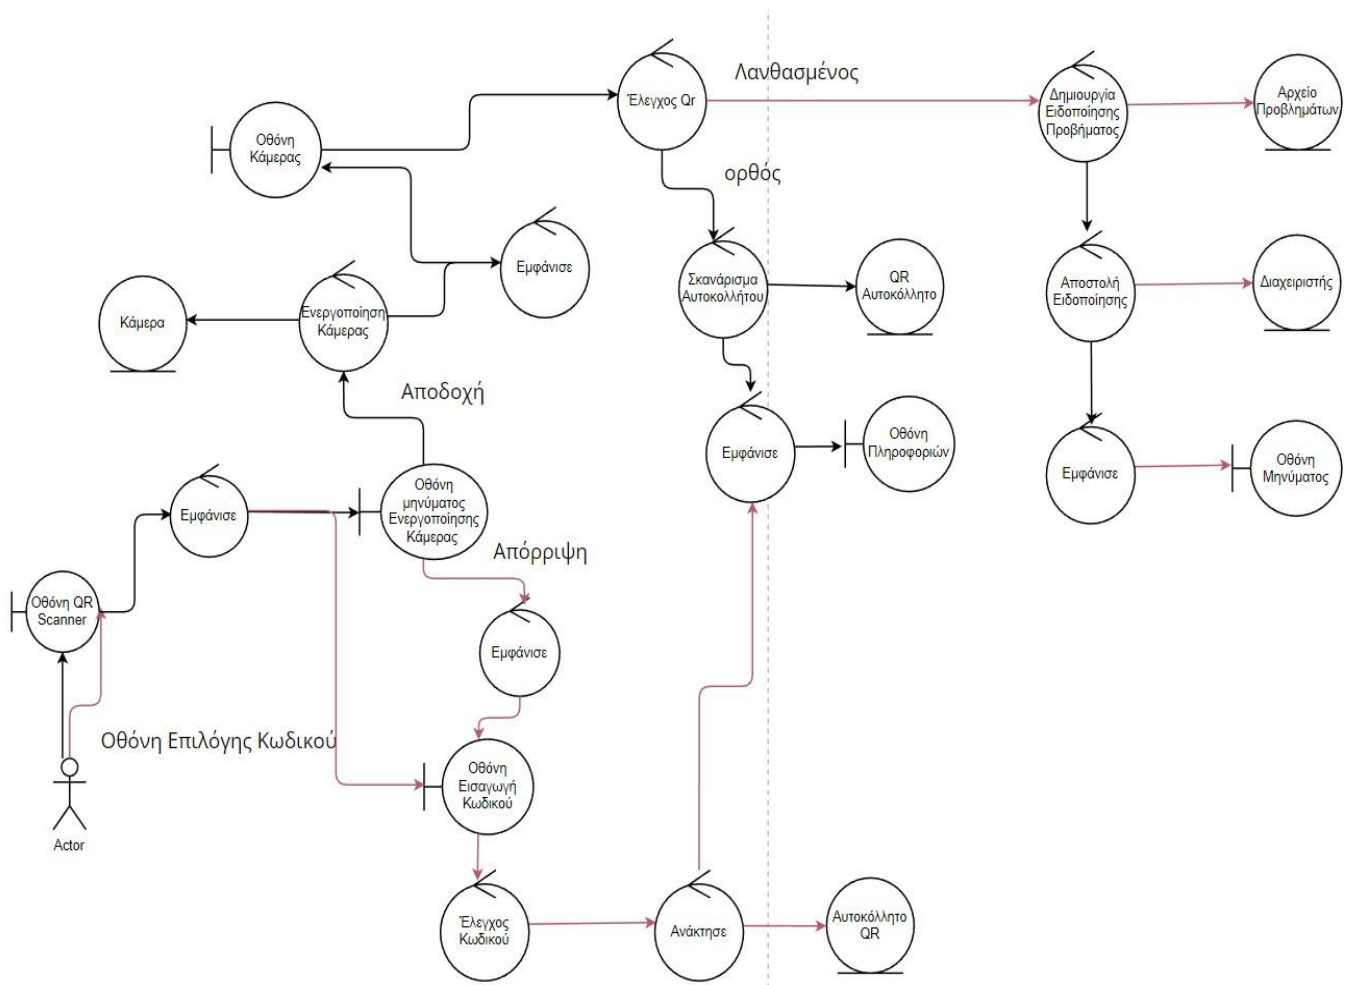 Λανθασμένος
Έλεγχος Qr
Δημιουργία
Ειδοποίησης
Προβήματος
Αρχείο
Προβλημάτων
Οθόνη
Κάμερας
ορθός
Εμφάνισε
Σκανάρισμα
Αυτοκολλήτου
QR
Αυτοκόλλητο
Αποστολή
Ειδοποίησης
Διαχειριστής
Κάμερα
Ενεργοποίηση
Κάμερας
Αποδοχή
Εμφάνισε
Οθόνη
Πληροφοριών
Εμφάνισε
Οθόνη
Μηνύματος
Εμφάνισε
Οθόνη
μηνύματος
Ενεργοποίησης
Κάμερας
Απόρριψη
Οθόνη QR
Scanner
Εμφάνισε
Οθόνη Επιλόγης Κωδικού
Οθόνη
Εισαγωγή
Κωδικού
Actor
Έλεγχος
Κωδικού
Ανάκτησε
Αυτοκόλλητο
QR